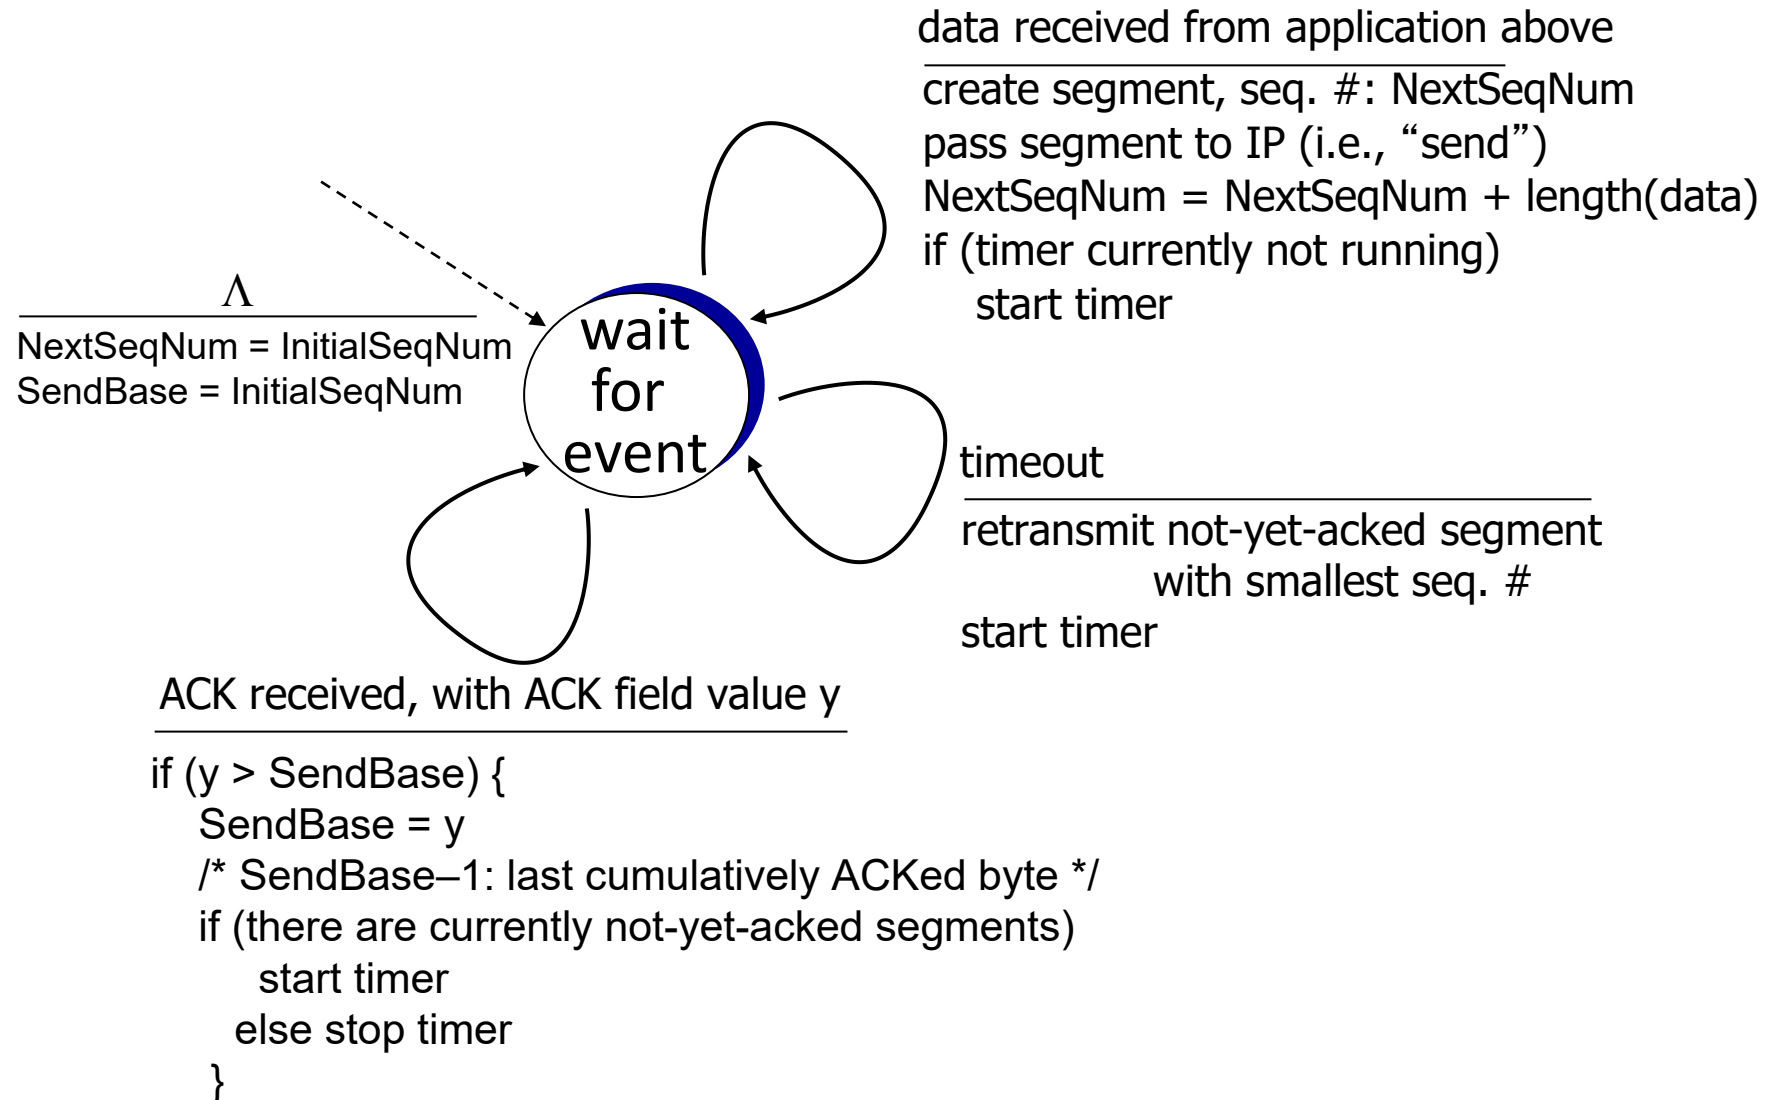 data received from application above
create segment, seq. #: NextSeqNum
pass segment to IP (i.e., “send”)
NextSeqNum = NextSeqNum + length(data)
if (timer currently not running)
start timer
Λ
NextSeqNum = InitialSeqNum
SendBase = InitialSeqNum
wait
for
event
timeout
retransmit not-yet-acked segment
with smallest seq. #
start timer
ACK received, with ACK field value y
if (y > SendBase) {
SendBase = y
/* SendBase–1: last cumulatively ACKed byte */
if (there are currently not-yet-acked segments)
start timer
else stop timer
}